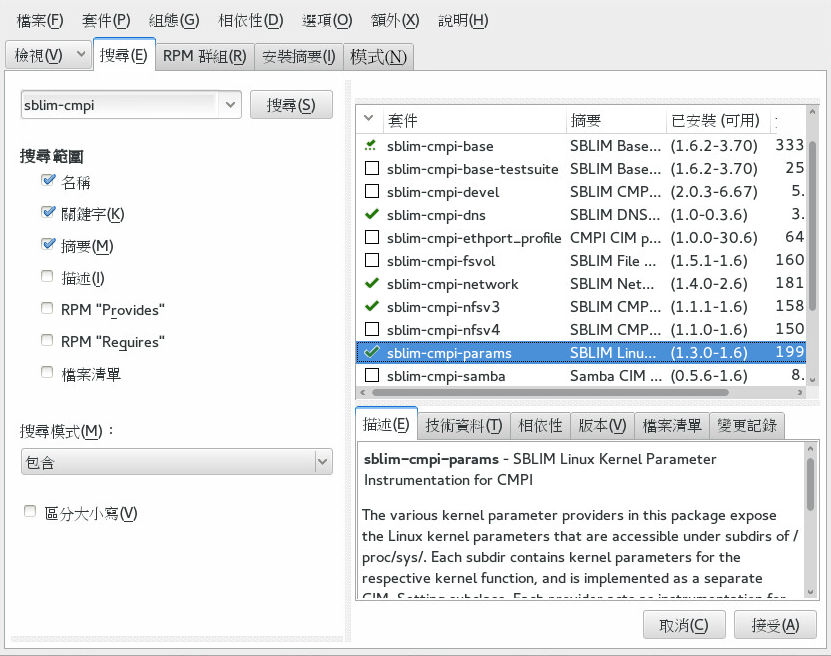 檔案(F) 套件(P) 組態(G) 相依性(D) 選項(O) 額外(X) 說明(H)
檢視(V) 搜尋(E) RPM 群組(R) 安裝摘要(I) 模式(N)
sblim-cmpi 搜尋(S)
搜尋範圍
名稱
關鍵字(K)
摘要(M)
描述(I)
RPM "Provides"
RPM "Requires"
檔案清單
搜尋模式(M)：
包含
區分大小寫(V)
套件 摘要 已安裝 (可用)
sblim-cmpi-base SBLIM Base... (1.6.2-3.70) 333
sblim-cmpi-base-testsuite SBLIM Base... (1.6.2-3.70) 25
sblim-cmpi-devel SBLIM CMP... (2.0.3-6.67) 5.
sblim-cmpi-dns SBLIM DNS... (1.0-0.3.6) 3.
sblim-cmpi-ethport_profile CMPI CIM p... (1.0.0-30.6) 64
sblim-cmpi-fsvol SBLIM File ... (1.5.1-1.6) 160
sblim-cmpi-network SBLIM Net... (1.4.0-2.6) 181
sblim-cmpi-nfsv3 SBLIM CMP... (1.1.1-1.6) 158
sblim-cmpi-nfsv4 SBLIM CMP... (1.1.0-1.6) 150
sblim-cmpi-params SBLIM Linu... (1.3.0-1.6) 199
sblim-cmpi-samba Samba CIM ... (0.5.6-1.6) 8.
描述(E) 技術資料(T) 相依性 版本(V) 檔案清單 變更記錄
sblim-cmpi-params - SBLIM Linux Kernel Parameter
Instrumentation for CMPI
The various kernel parameter providers in this package expose
the Linux kernel parameters that are accessible under subdirs of /
proc/sys/. Each subdir contains kernel parameters for the
respective kernel function, and is implemented as a separate
CIM_Setting subclass. Each provider acts as instrumentation for
取消(C) 接受(A)